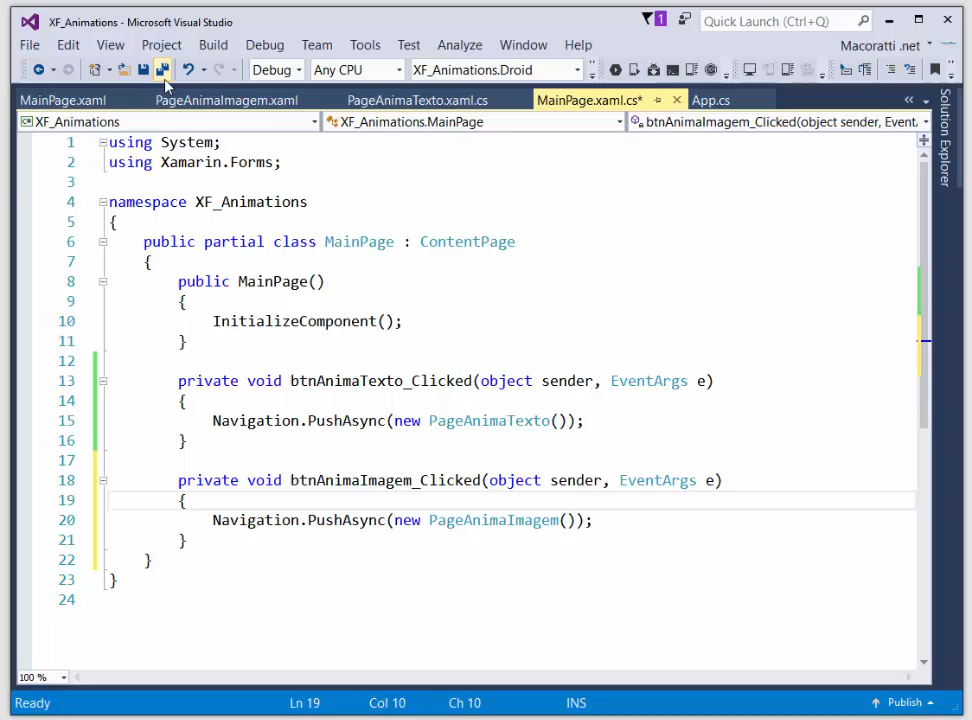 XF_Animations - Microsoft Visual Studio
1
Quick Launch (Ctrl+Q)
File Edit View Project Build Debug Team Tools Test Analyze Window Help
Macoratti .net
Debug Any CPU XF_Animations.Droid
MainPage.xaml PageAnimaImagem.xaml PageAnimaTexto.xaml.cs MainPage.xaml.cs* App.cs
XF_Animations XF_Animations.MainPage btnAnimaImagem_Clicked(object sender, Event
Solution Explorer
1 using System;
2 using Xamarin.Forms;
3
4 namespace XF_Animations
5 {
6 public partial class MainPage : ContentPage
7 {
8 public MainPage()
9 {
10 InitializeComponent();
11 }
12
13 private void btnAnimaTexto_Clicked(object sender, EventArgs e)
14 {
15 Navigation.PushAsync(new PageAnimaTexto());
16 }
17
18 private void btnAnimaImagem_Clicked(object sender, EventArgs e)
19 {
20 Navigation.PushAsync(new PageAnimaImagem());
21 }
22 }
23 }
24
100 %
Ready Ln 19 Col 10 Ch 10 INS Publish